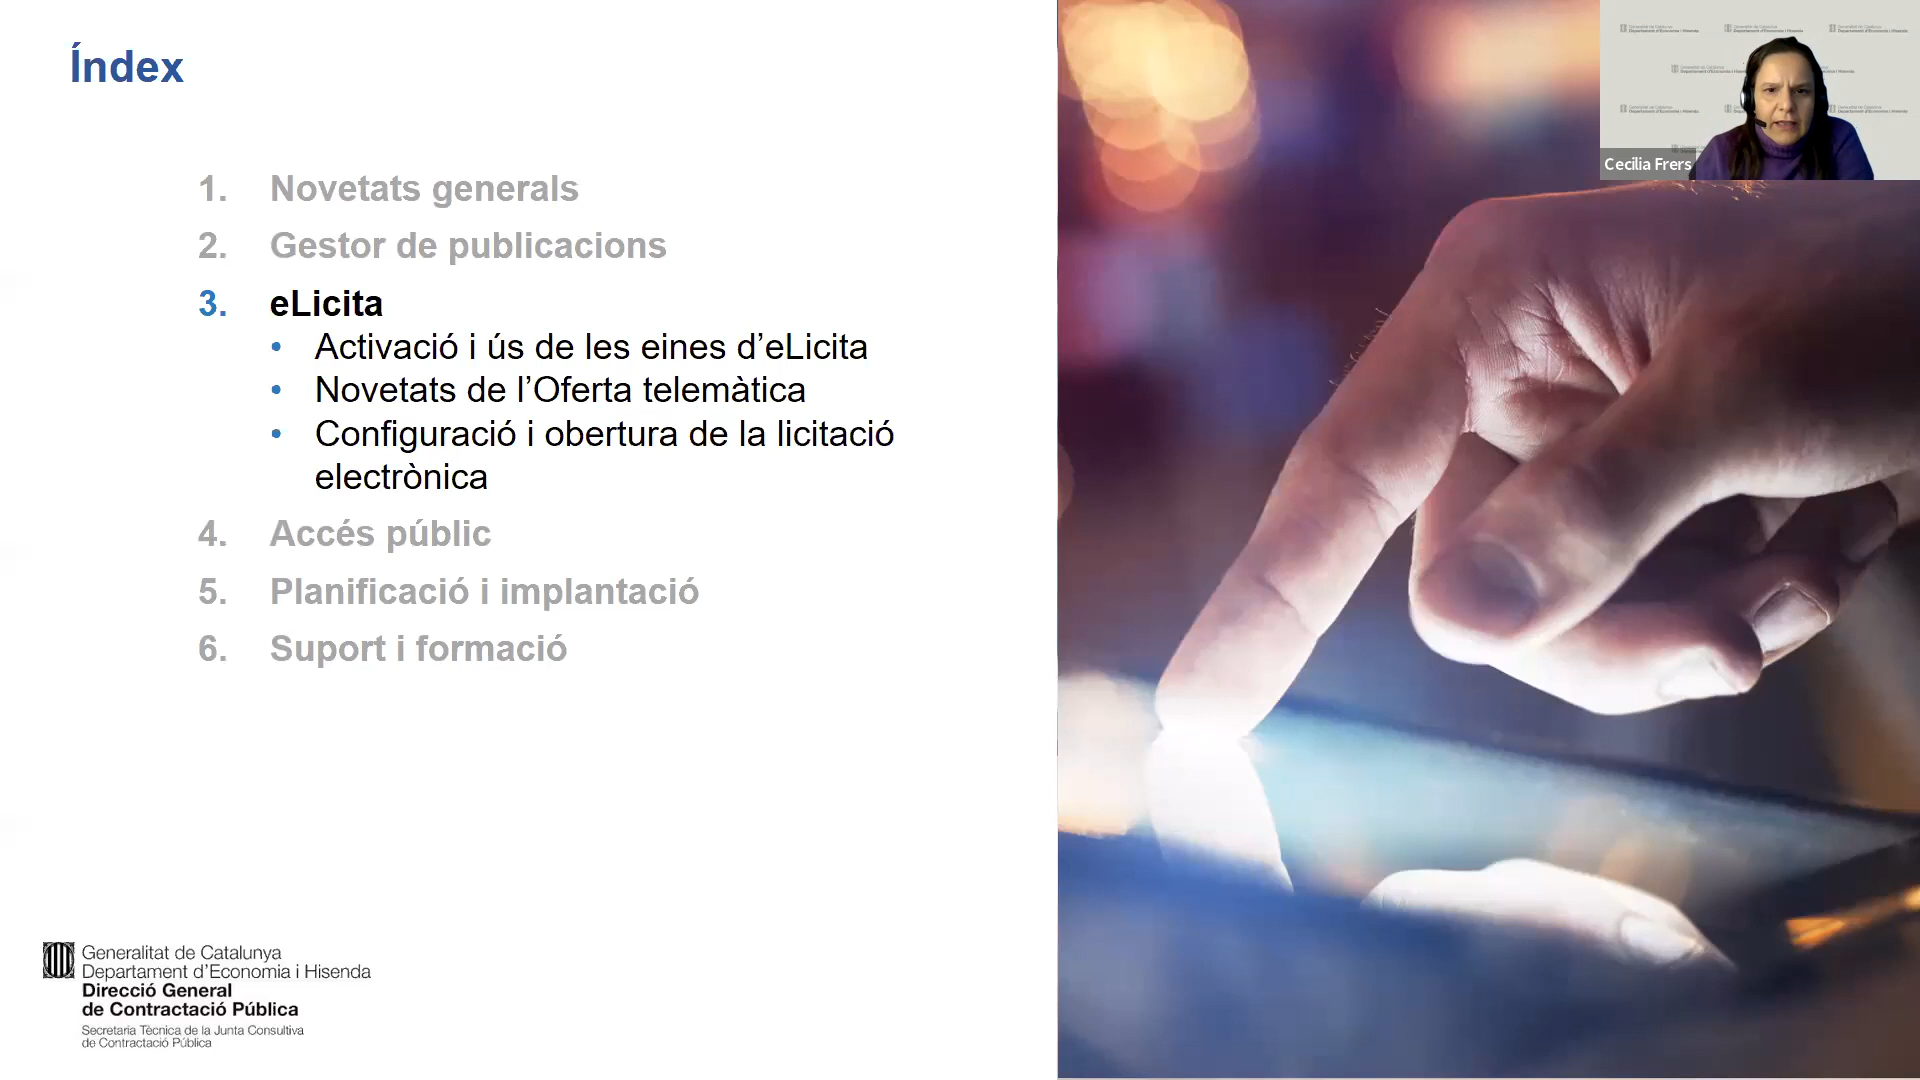 Índex
1. Novetats generals
2. Gestor de publicacions
3. eLicita
• Activació i ús de les eines d’eLicita
• Novetats de l’Oferta telemàtica
• Configuració i obertura de la licitació
electrònica
4. Accés públic
5. Planificació i implantació
6. Suport i formació
Generalitat de Catalunya
Departament d’Economia i Hisenda
Direcció General
de Contractació Pública
Secretaria Tècnica de la Junta Consultiva
de Contractació Pública
Cecilia Frers